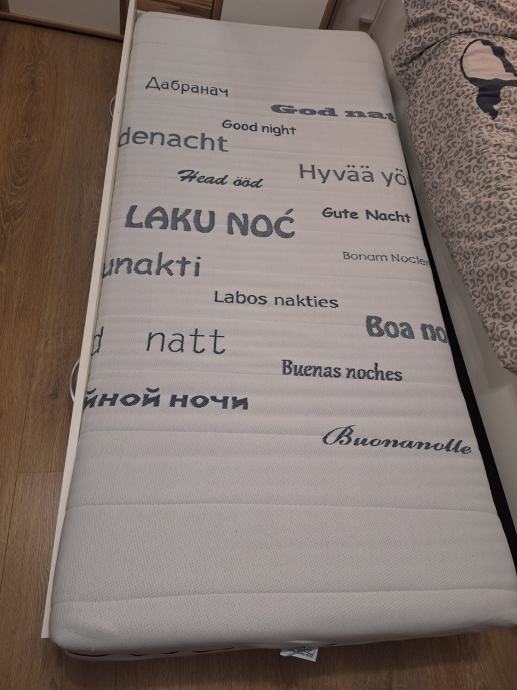 Дабранач
God nat
Good night
denacht
Hyvää yö
Head ööd
LAKU NOĆ
Gute Nacht
Bonam Nocte
unakti
Labos nakties
Boa no
d natt
Buenas noches
йной ночи
Buonanotte